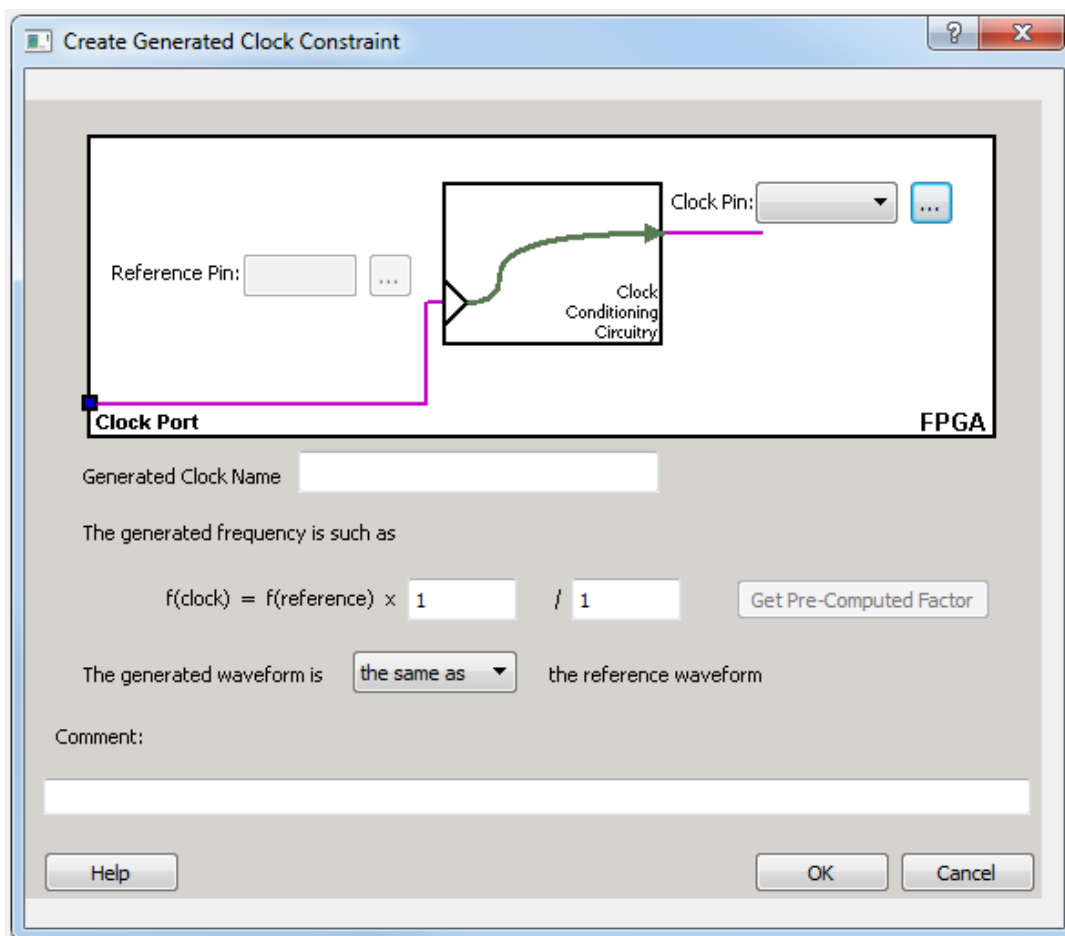 Create Generated Clock Constraint
?
X
Clock Pin:
...
Reference Pin:
...
Clock
Conditioning
Circuitry
Clock Port
FPGA
Generated Clock Name
The generated frequency is such as
f(clock) = f(reference) x 1 / 1 Get Pre-Computed Factor
The generated waveform is the same as the reference waveform
Comment:
Help OK Cancel